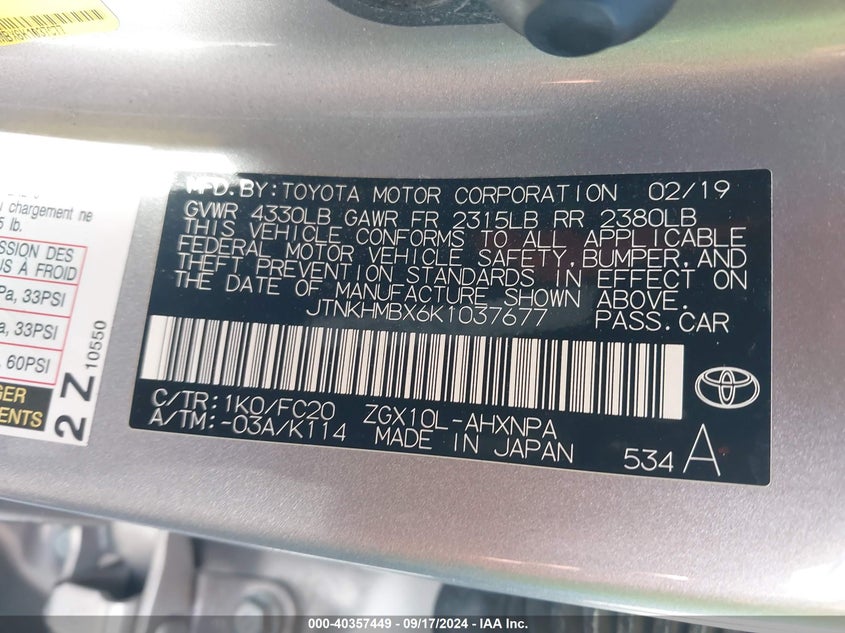 MFD. BY: TOYOTA MOTOR CORPORATION 02/19
GVWR 4330LB GAWR FR 2315LB RR 2380LB
THIS VEHICLE CONFORMS TO ALL APPLICABLE
FEDERAL MOTOR VEHICLE SAFETY, BUMPER, AND
THEFT PREVENTION STANDARDS IN EFFECT ON
THE DATE OF MANUFACTURE SHOWN ABOVE.
JTNKHMBX6K1037677 PASS.CAR
C/TR: 1K0/FC20 ZGX10L-AHXNPA
A/TM: -03A/K114 MADE IN JAPAN
534 A
chargement ne
5 lb.
SSION DES
US À FROID
Pa, 33PSI
a, 33PSI
, 60PSI
GER
ENTS
2 Z 10550
000-40357449 - 09/17/2024 - IAA Inc.